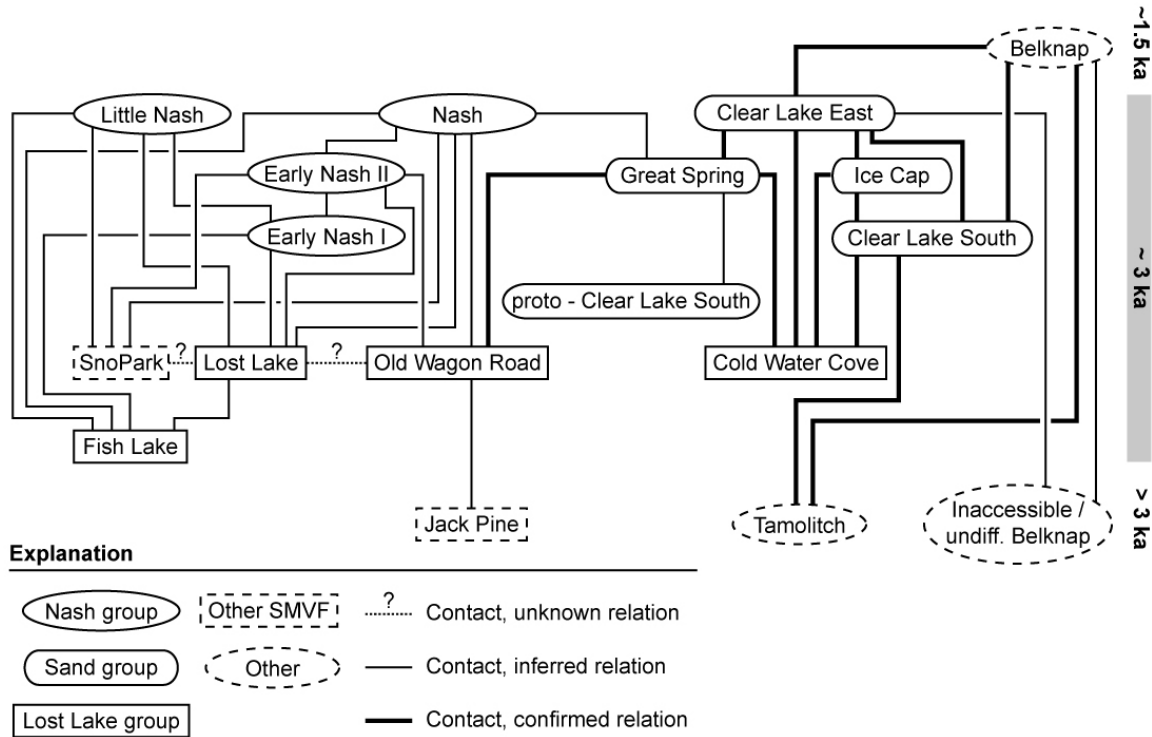 Belknap
~1.5 ka
Little Nash
Nash
Clear Lake East
Early Nash II
Great Spring
Ice Cap
Early Nash I
Clear Lake South
~ 3 ka
proto - Clear Lake South
SnoPark
?
Lost Lake
?
Old Wagon Road
Cold Water Cove
Fish Lake
Jack Pine
Tamolitch
Inaccessible /
undiff. Belknap
> 3 ka
Explanation
Nash group
Other SMVF
?
Contact, unknown relation
Sand group
Other
Contact, inferred relation
Lost Lake group
Contact, confirmed relation